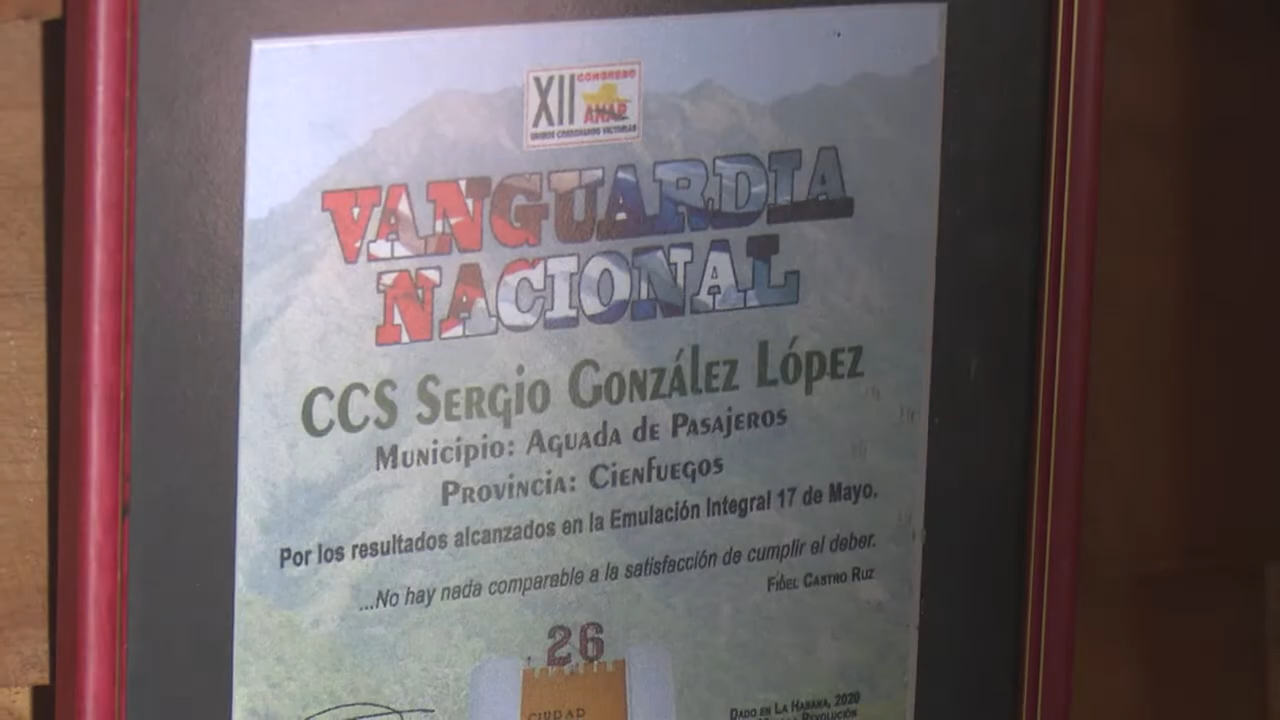 XII CONGRESO
ANAP
VANGUARDIA
NACIONAL
CCS Sergio González López
Municipio: Aguada de Pasajeros
Provincia: Cienfuegos
Por los resultados alcanzados en la Emulación Integral 17 de Mayo.
...No hay nada comparable a la satisfacción de cumplir el deber.
Fidel Castro Ruz
26
CIUDAD
Dado en La Habana, 2020
Revolución